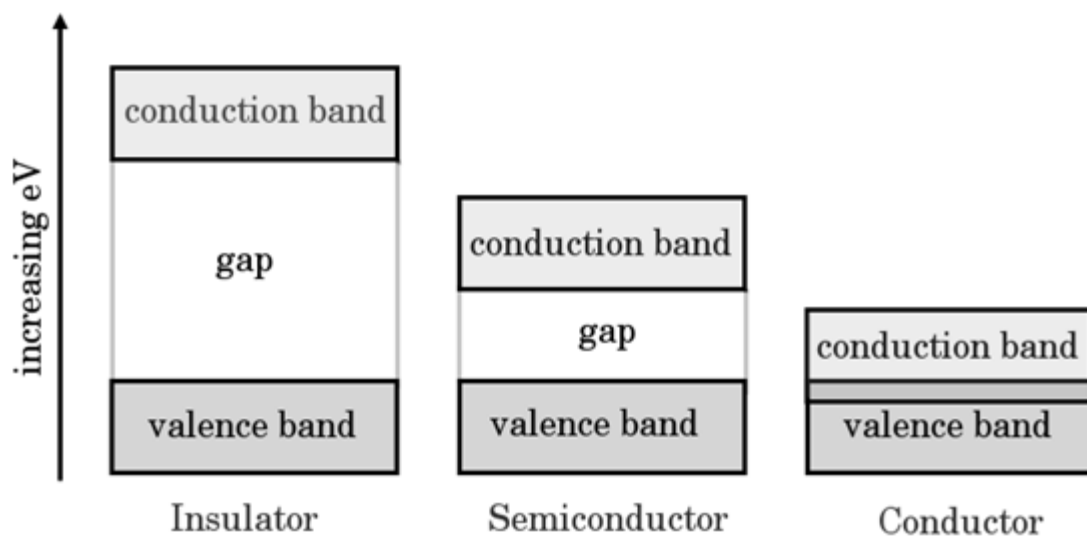 increasing eV
conduction band
gap
valence band
Insulator
conduction band
gap
valence band
Semiconductor
conduction band
valence band
Conductor